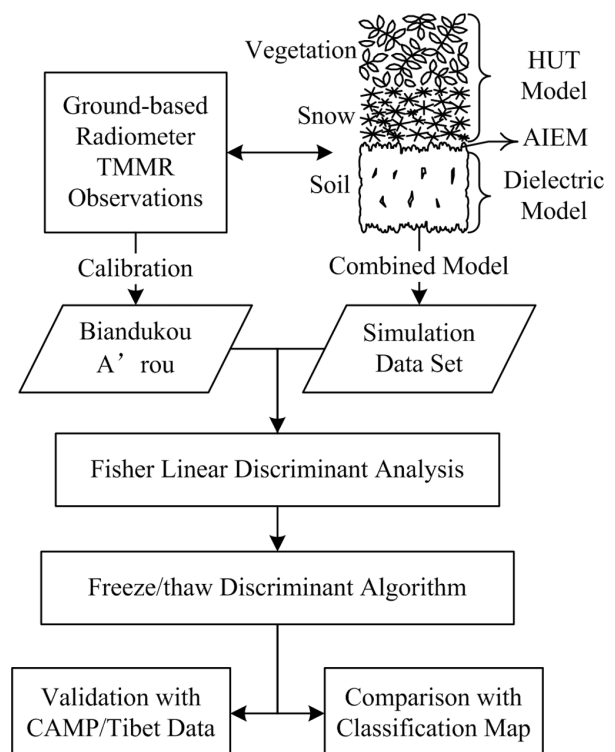 Vegetation
Snow
Soil
HUT
Model
AIEM
Dielectric
Model
Ground-based
Radiometer
TMMR
Observations
Calibration
Combined Model
Biandukou
A’ rou
Simulation
Data Set
Fisher Linear Discriminant Analysis
Freeze/thaw Discriminant Algorithm
Validation with
CAMP/Tibet Data
Comparison with
Classification Map